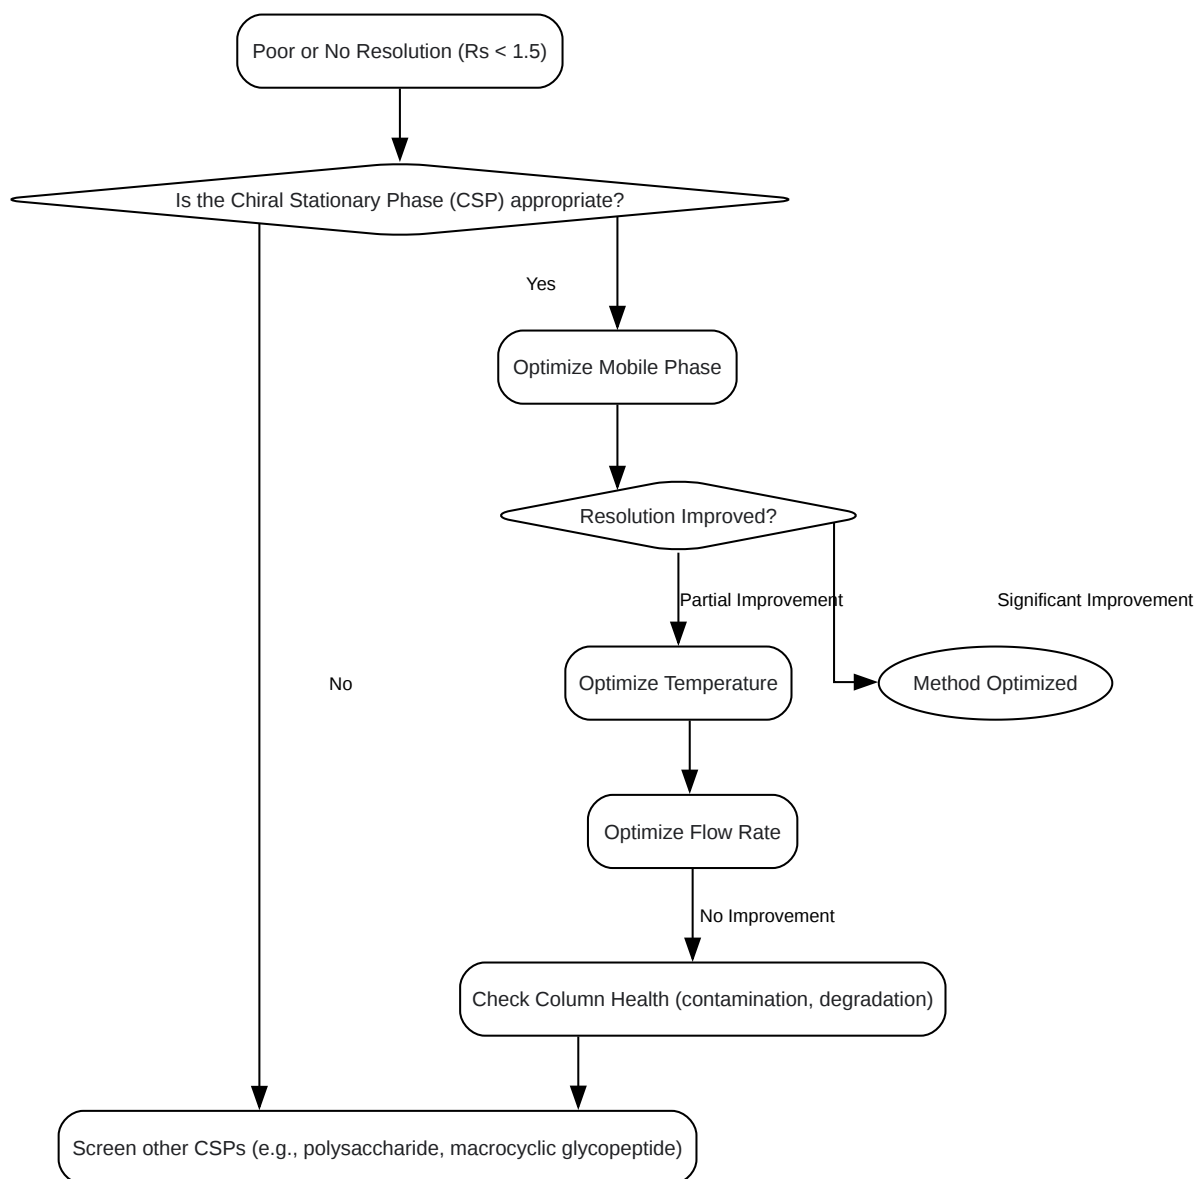 Poor or No Resolution (Rs < 1.5)
Is the Chiral Stationary Phase (CSP) appropriate?
Yes
Optimize Mobile Phase
Resolution Improved?
Partial Improvement
Significant Improvement
Optimize Temperature
Method Optimized
No
Optimize Flow Rate
No Improvement
Check Column Health (contamination, degradation)
Screen other CSPs (e.g., polysaccharide, macrocyclic glycopeptide)